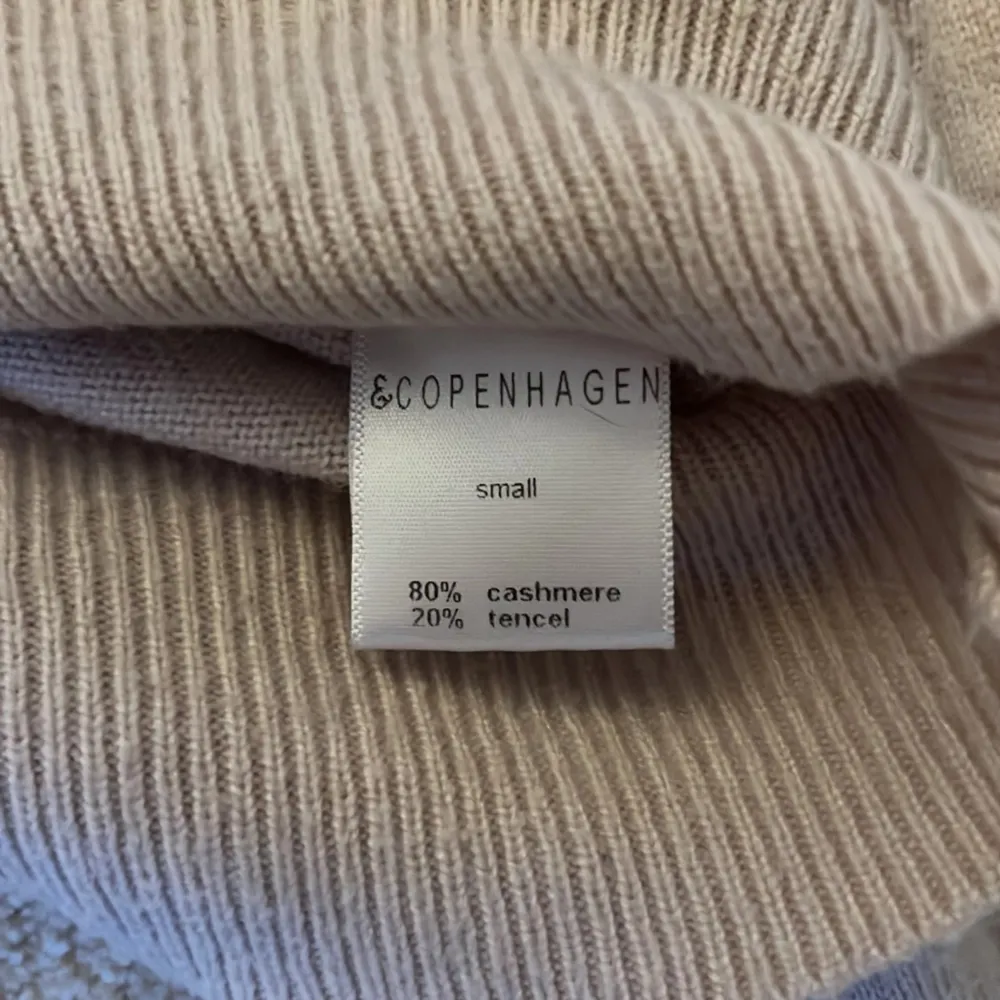 &COPENHAGEN
small
80% cashmere
20% tencel